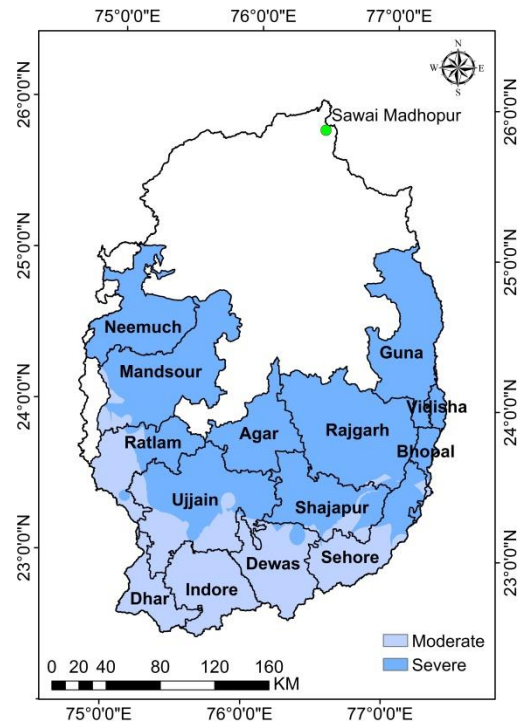 75°0'0"E 76°0'0"E 77°0'0"E
N
W E
S
26°0'0"N 26°0'0"N
Sawai Madhopur
25°0'0"N 25°0'0"N
Neemuch
Guna
Mandsour
24°0'0"N 24°0'0"N
Vidisha
Ratlam Agar Rajgarh
Bhopal
Ujjain Shajapur
23°0'0"N 23°0'0"N
Dewas Sehore
Dhar Indore
Moderate
Severe
0 20 40 80 120 160
KM
75°0'0"E 76°0'0"E 77°0'0"E